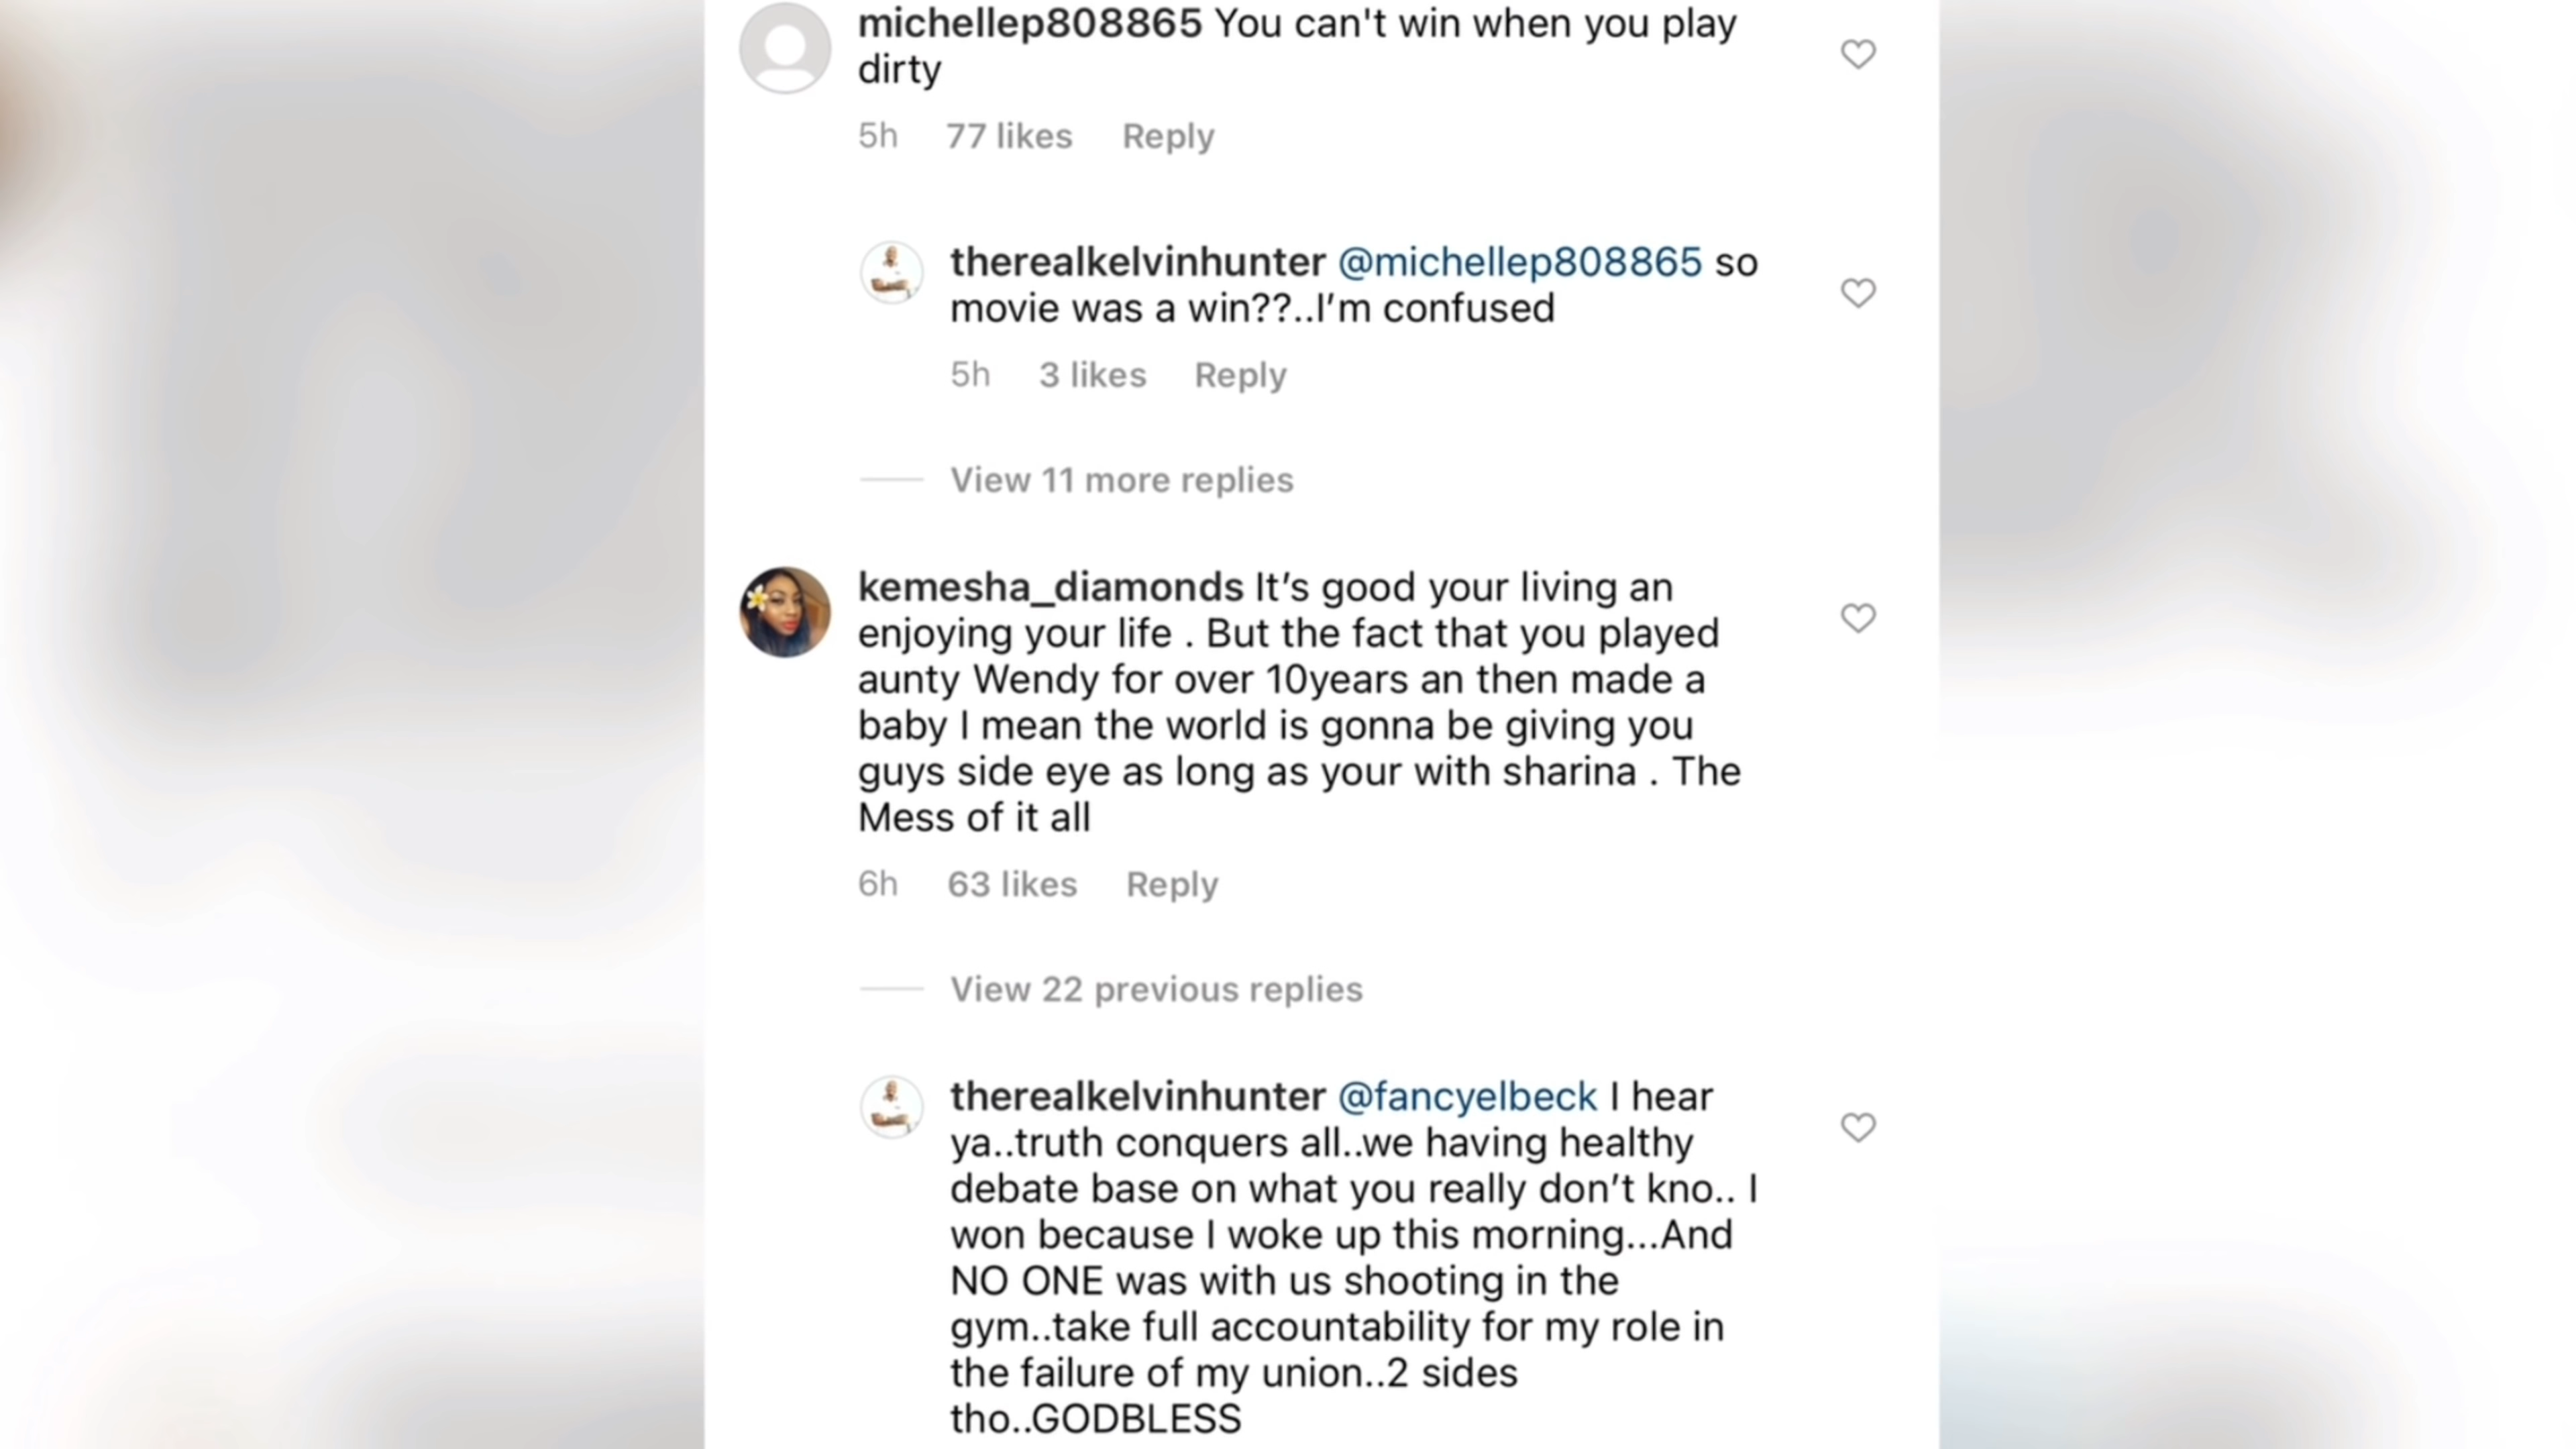 michellep808865 You can't win when you play
dirty
5h 77 likes Reply
therealkelvinhunter @michellep808865 so
movie was a win??..I’m confused
5h 3 likes Reply
View 11 more replies
kemesha_diamonds It’s good your living an
enjoying your life . But the fact that you played
aunty Wendy for over 10years an then made a
baby I mean the world is gonna be giving you
guys side eye as long as your with sharina . The
Mess of it all
6h 63 likes Reply
View 22 previous replies
therealkelvinhunter @fancyelbeck I hear
ya..truth conquers all..we having healthy
debate base on what you really don’t kno.. I
won because I woke up this morning...And
NO ONE was with us shooting in the
gym..take full accountability for my role in
the failure of my union..2 sides
tho..GODBLESS